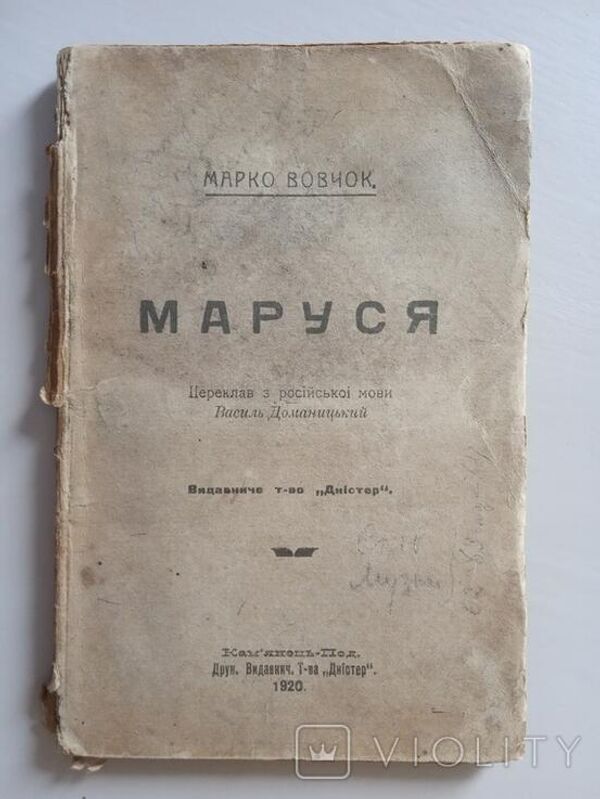 МАРКО ВОВЧОК.
МАРУСЯ
Переклав з російської мови
Василь Доманицький
Видавниче т-во „Дністер“.
Музы
Кам'янець-Под.
Друк. Видавнич. Т-ва „Дністер“.
1920.
VIOLITY